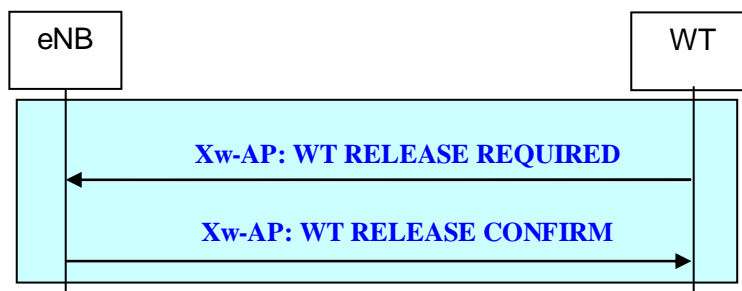 eNB
WT
Xw-AP: WT RELEASE REQUIRED
Xw-AP: WT RELEASE CONFIRM